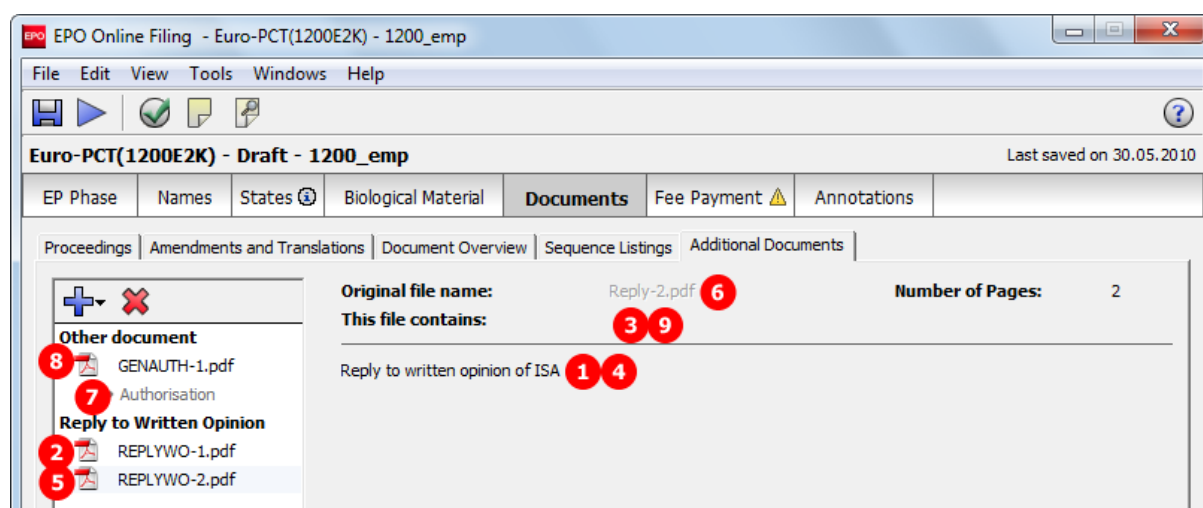 EPO EPO Online Filing - Euro-PCT(1200E2K) - 1200_emp
File Edit View Tools Windows Help
Euro-PCT(1200E2K) - Draft - 1200_emp Last saved on 30.05.2010
EP Phase Names States Biological Material Documents Fee Payment Annotations
Proceedings Amendments and Translations Document Overview Sequence Listings Additional Documents
Original file name: Reply-2.pdf 6 Number of Pages: 2
This file contains: 3 9
Other document
8 GENAUTH-1.pdf
Reply to written opinion of ISA 1 4
7 Authorisation
Reply to Written Opinion
2 REPLYWO-1.pdf
5 REPLYWO-2.pdf